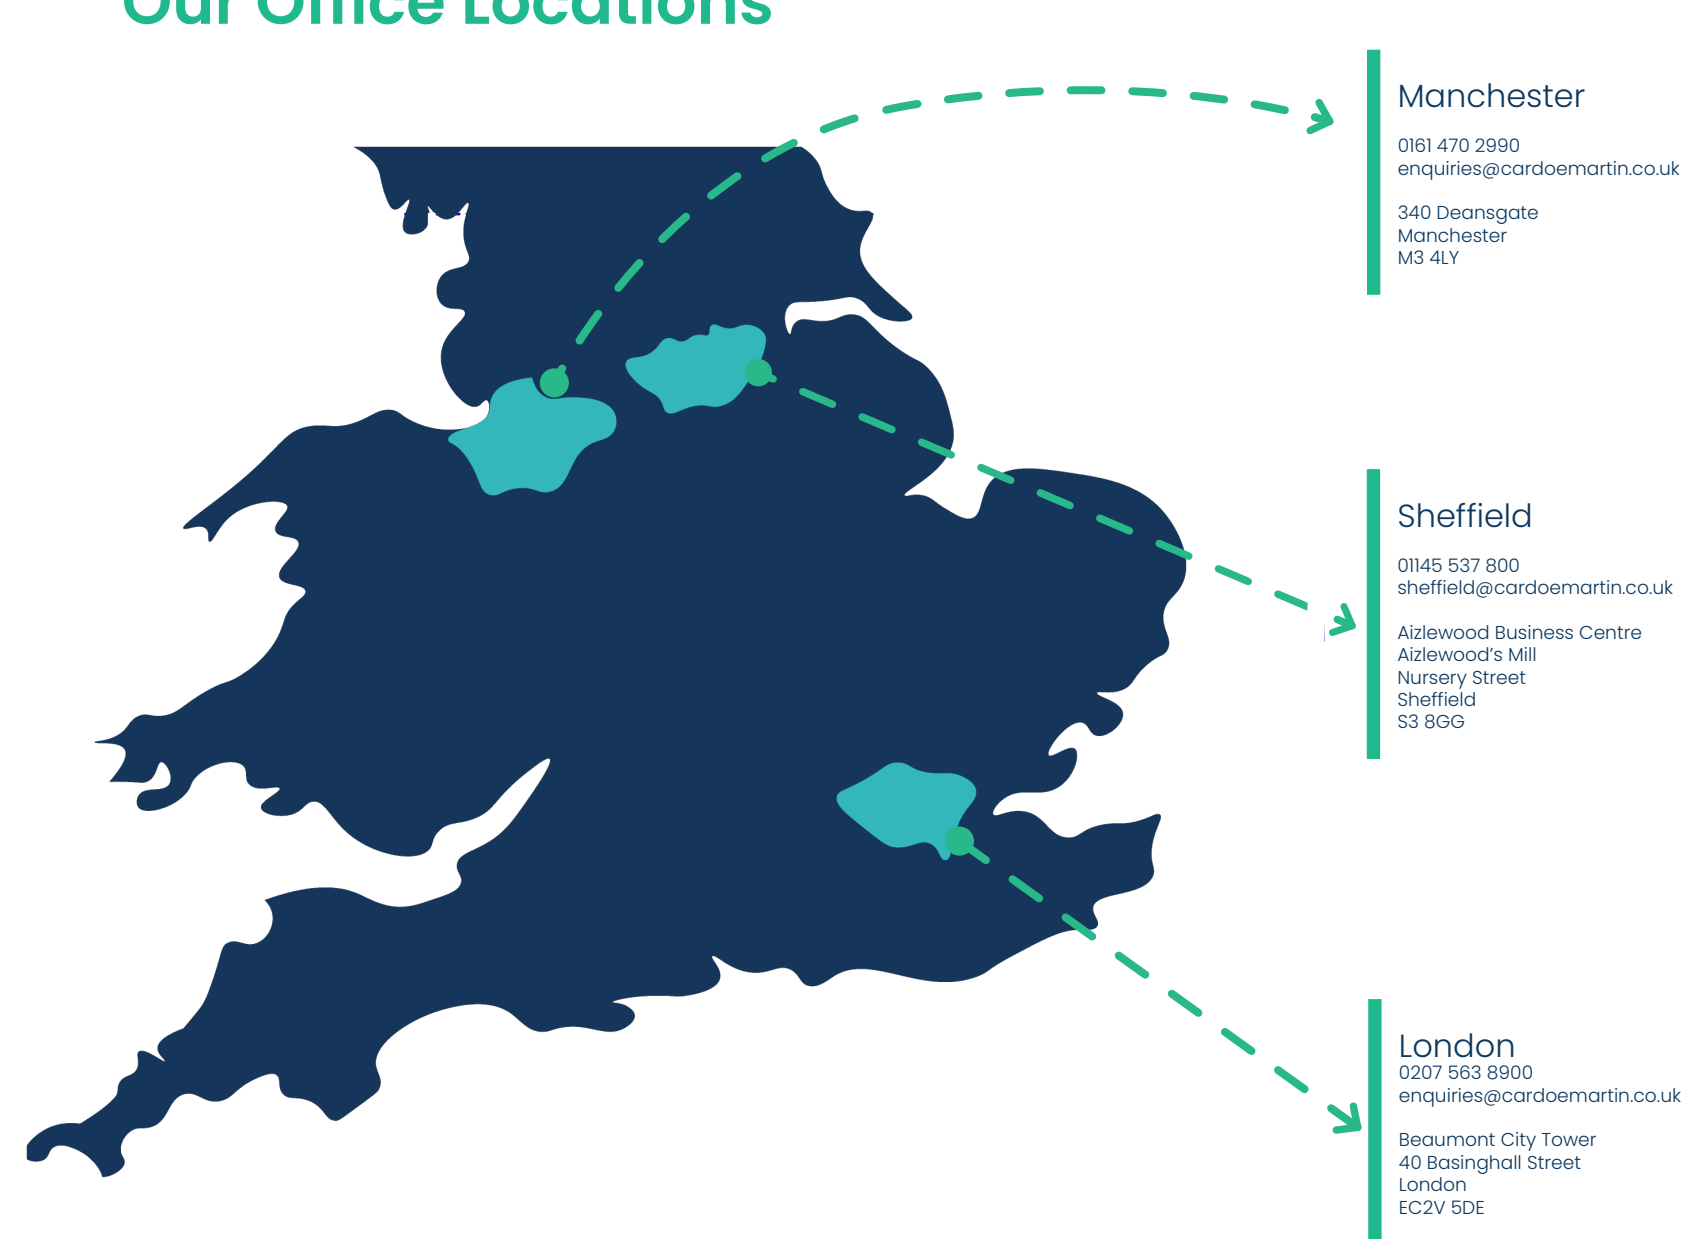 Our Office Locations
Manchester
0161 470 2990
enquiries@cardoemartin.co.uk
340 Deansgate
Manchester
M3 4LY
Sheffield
01145 537 800
sheffield@cardoemartin.co.uk
Aizlewood Business Centre
Aizlewood’s Mill
Nursery Street
Sheffield
S3 8GG
London
0207 563 8900
enquiries@cardoemartin.co.uk
Beaumont City Tower
40 Basinghall Street
London
EC2V 5DE